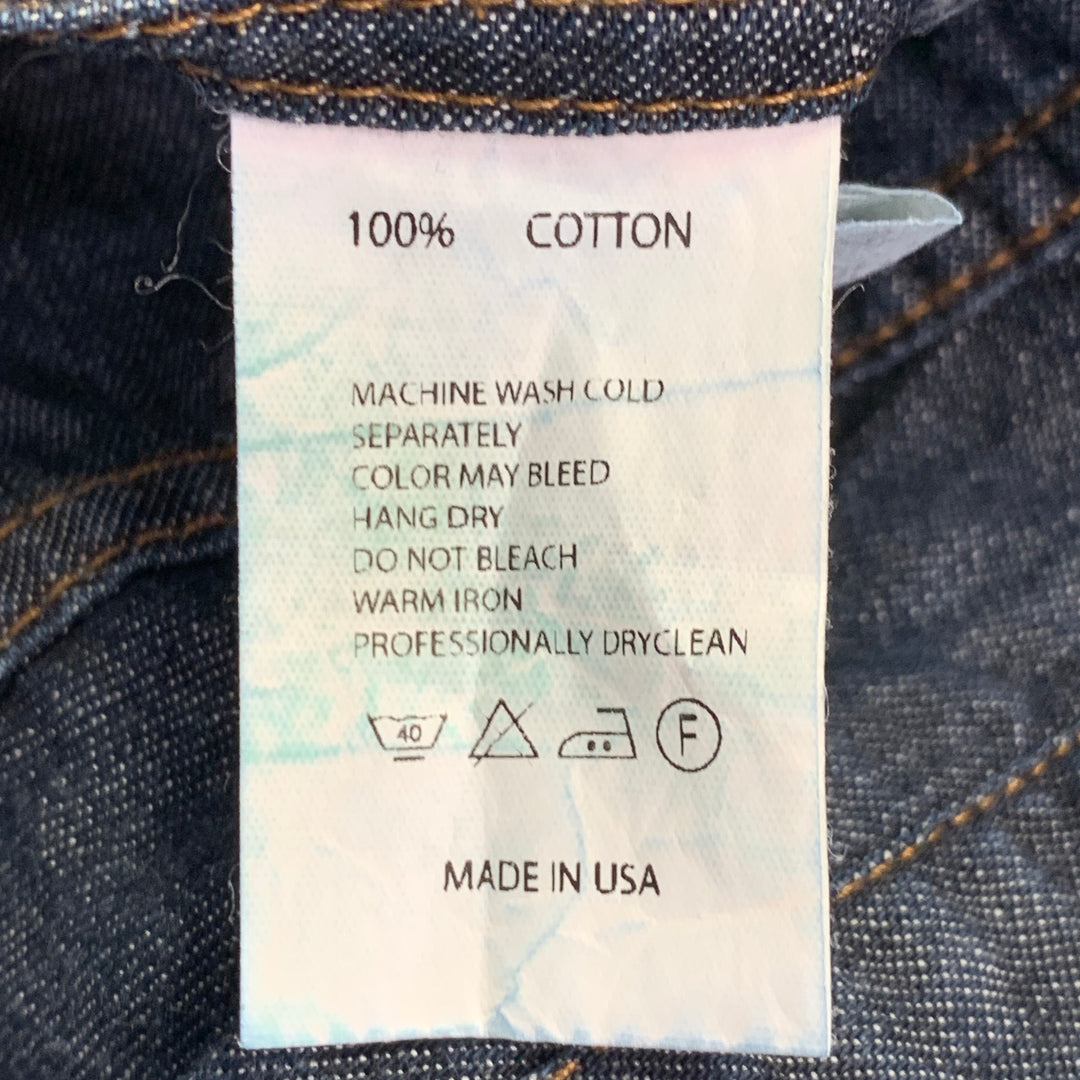 100% COTTON
MACHINE WASH COLD
SEPARATELY
COLOR MAY BLEED
HANG DRY
DO NOT BLEACH
WARM IRON
PROFESSIONALLY DRYCLEAN
40 F
MADE IN USA